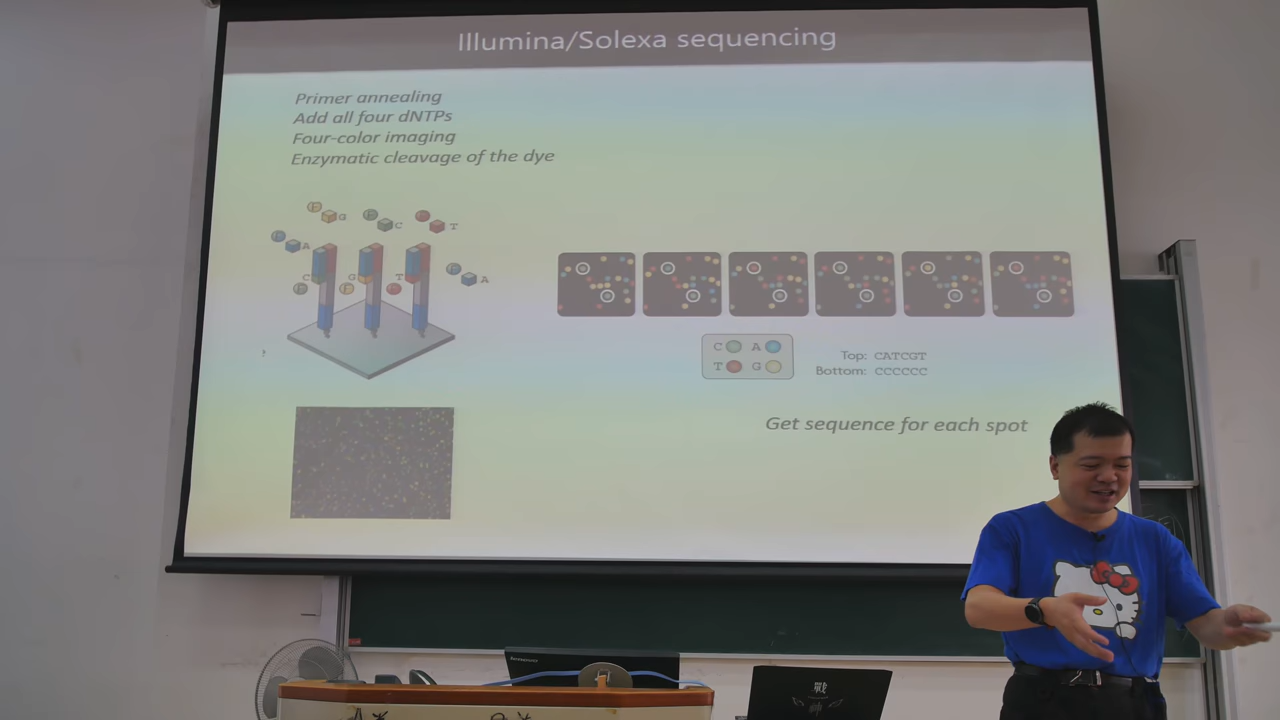 Illumina/Solexa sequencing
Primer annealing
Add all four dNTPs
Four-color imaging
Enzymatic cleavage of the dye
G
C
T
A
C
G
T
A
C A
T G
Top: CATCGT
Bottom: CCCCCC
Get sequence for each spot
lenovo